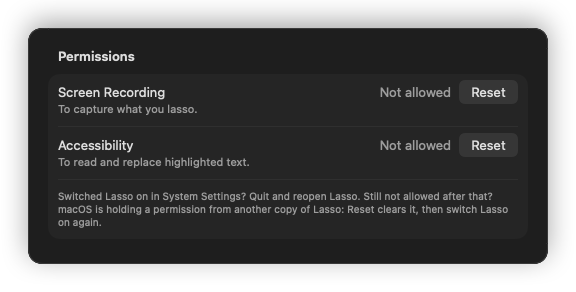 Permissions
Screen Recording
Not allowed
Reset
To capture what you lasso.
Accessibility
Not allowed
Reset
To read and replace highlighted text.
Switched Lasso on in System Settings? Quit and reopen Lasso. Still not allowed after that?
macOS is holding a permission from another copy of Lasso: Reset clears it, then switch Lasso
on again.